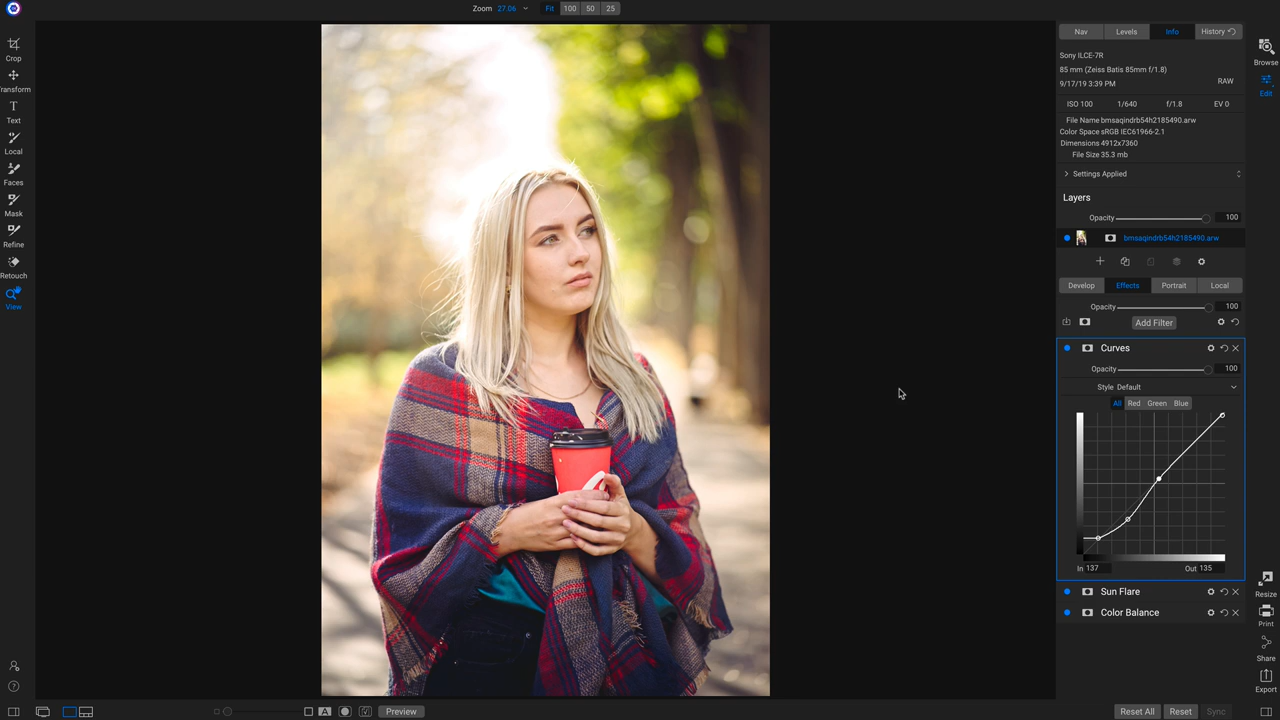 Zoom 27.06 Fit 100 50 25
Crop
ransform
Text
Local
Faces
Mask
Refine
Retouch
View
Nav Levels Info History
Sony ILCE-7R
85 mm (Zeiss Batis 85mm f/1.8)
9/17/19 3:39 PM
RAW
ISO 100 1/640 f/1.8 EV 0
File Name bmsaqindrb54h2185490.arw
Color Space sRGB IEC61966-2.1
Dimensions 4912x7360
File Size 35.3 mb
Settings Applied
Layers
Opacity 100
bmsaqindrb54h2185490.arw
Develop Effects Portrait Local
Opacity 100
Add Filter
Curves
Opacity 100
Style Default
All Red Green Blue
In 137 Out 135
Sun Flare
Color Balance
Browse
Edit
Resize
Print
Share
Export
A Preview
Reset All Reset Sync